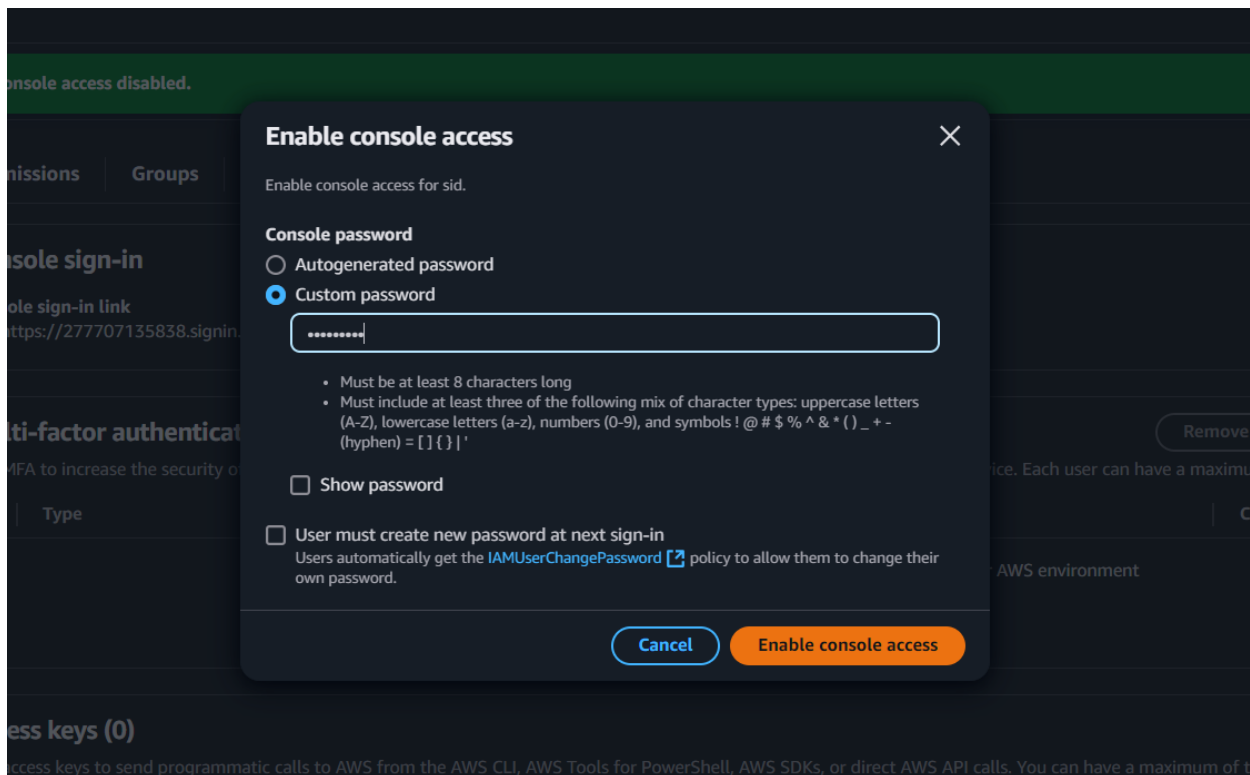 onsole access disabled.
Enable console access
missions Groups
Enable console access for sid.
Console password
nsole sign-in
Autogenerated password
Custom password
ole sign-in link
https://277707135838.signin.
•••••••••
• Must be at least 8 characters long
• Must include at least three of the following mix of character types: uppercase letters
(A-Z), lowercase letters (a-z), numbers (0-9), and symbols ! @ # $ % ^ & * ( ) _ + -
(hyphen) = [ ] { } | '
lti-factor authenticat
Remove
MFA to increase the security o
ice. Each user can have a maximu
Show password
Type
C
User must create new password at next sign-in
Users automatically get the IAMUserChangePassword policy to allow them to change their
own password.
AWS environment
Cancel Enable console access
ess keys (0)
access keys to send programmatic calls to AWS from the AWS CLI, AWS Tools for PowerShell, AWS SDKs, or direct AWS API calls. You can have a maximum of